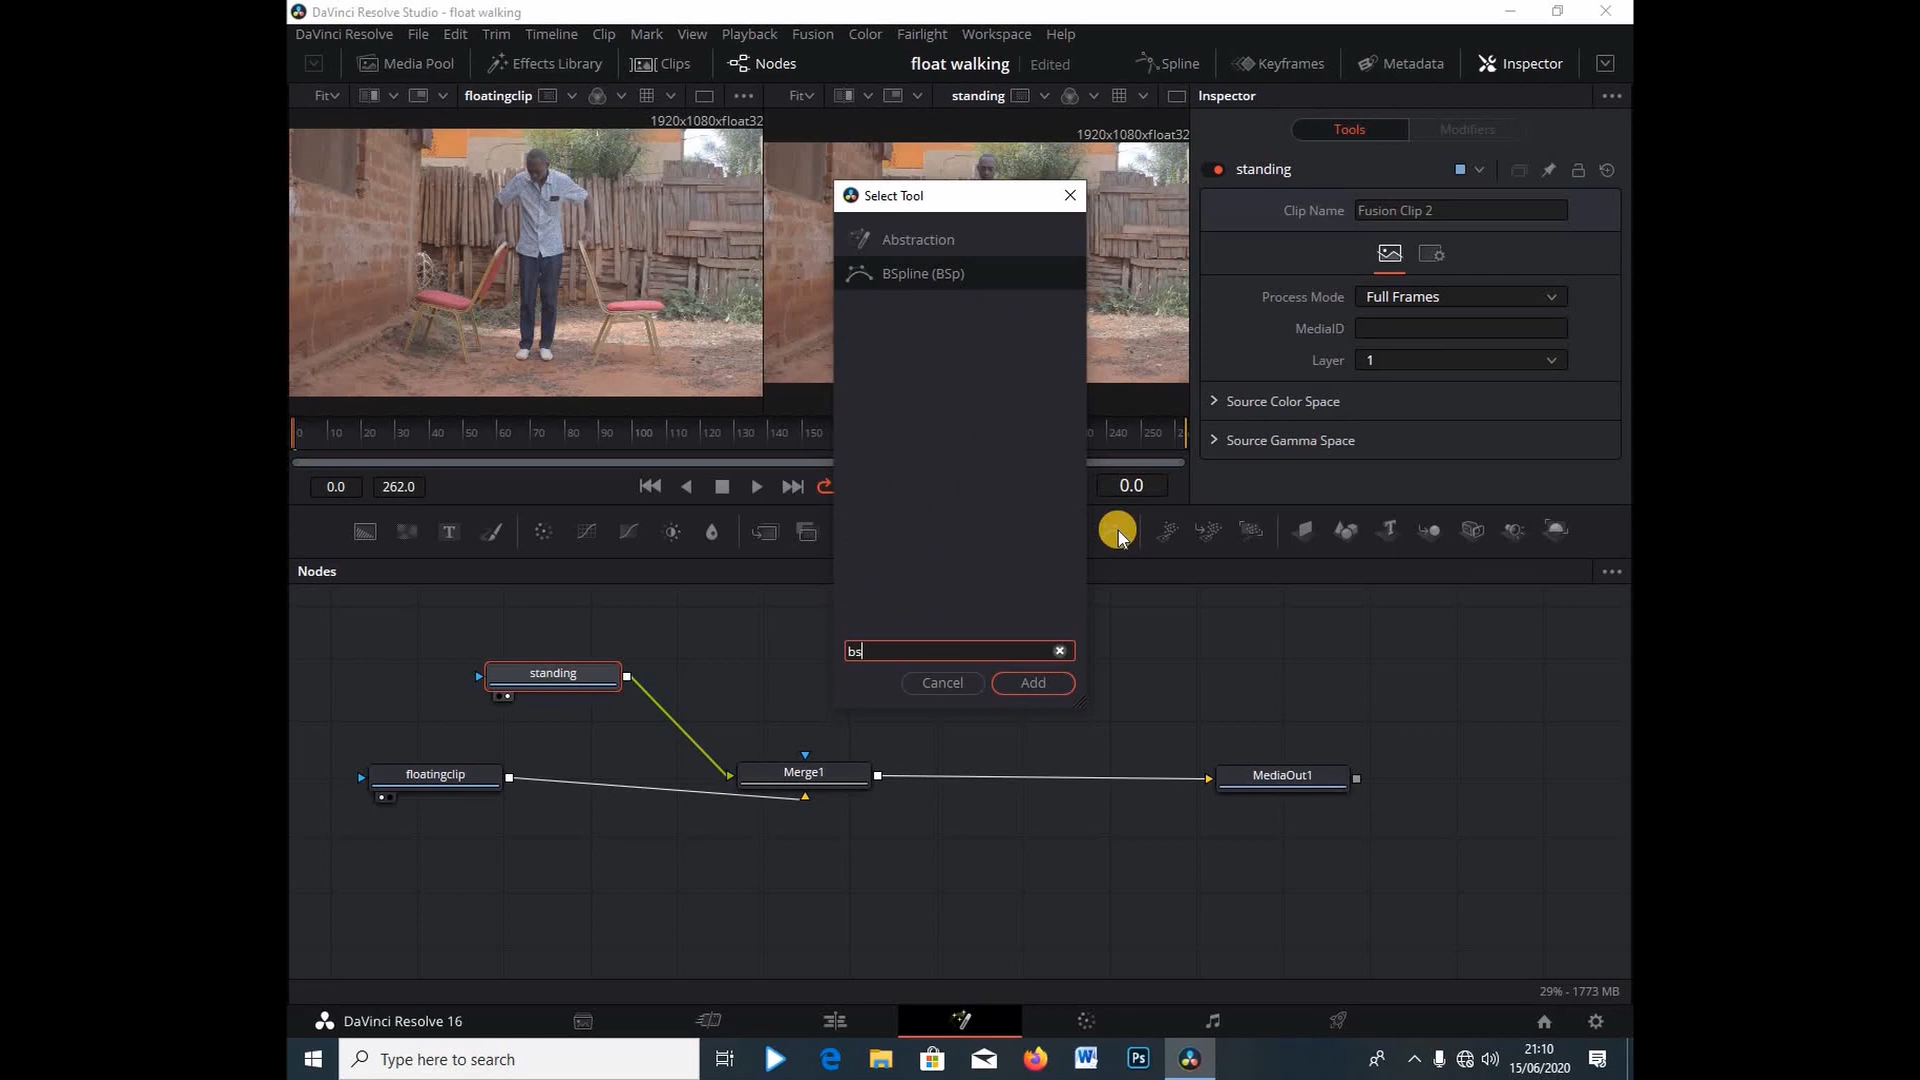 DaVinci Resolve Studio - float walking
DaVinci Resolve File Edit Trim Timeline Clip Mark View Playback Fusion Color Fairlight Workspace Help
Media Pool Effects Library Clips Nodes float walking Edited Spline Keyframes Metadata Inspector
Fit floatingclip Fit standing Inspector
1920x1080xfloat32
1920x1080xfloat32
Tools Modifiers
standing
Clip Name Fusion Clip 2
Process Mode Full Frames
MediaID
Layer 1
Source Color Space
Source Gamma Space
Select Tool
Abstraction
BSpline (BSp)
bs
Cancel Add
0 10 20 30 40 50 60 70 80 90 100 110 120 130 140 150 240 250
0.0 262.0 0.0
Nodes
standing
floatingclip
Merge1
MediaOut1
29% - 1773 MB
DaVinci Resolve 16
Type here to search
21:10
15/06/2020